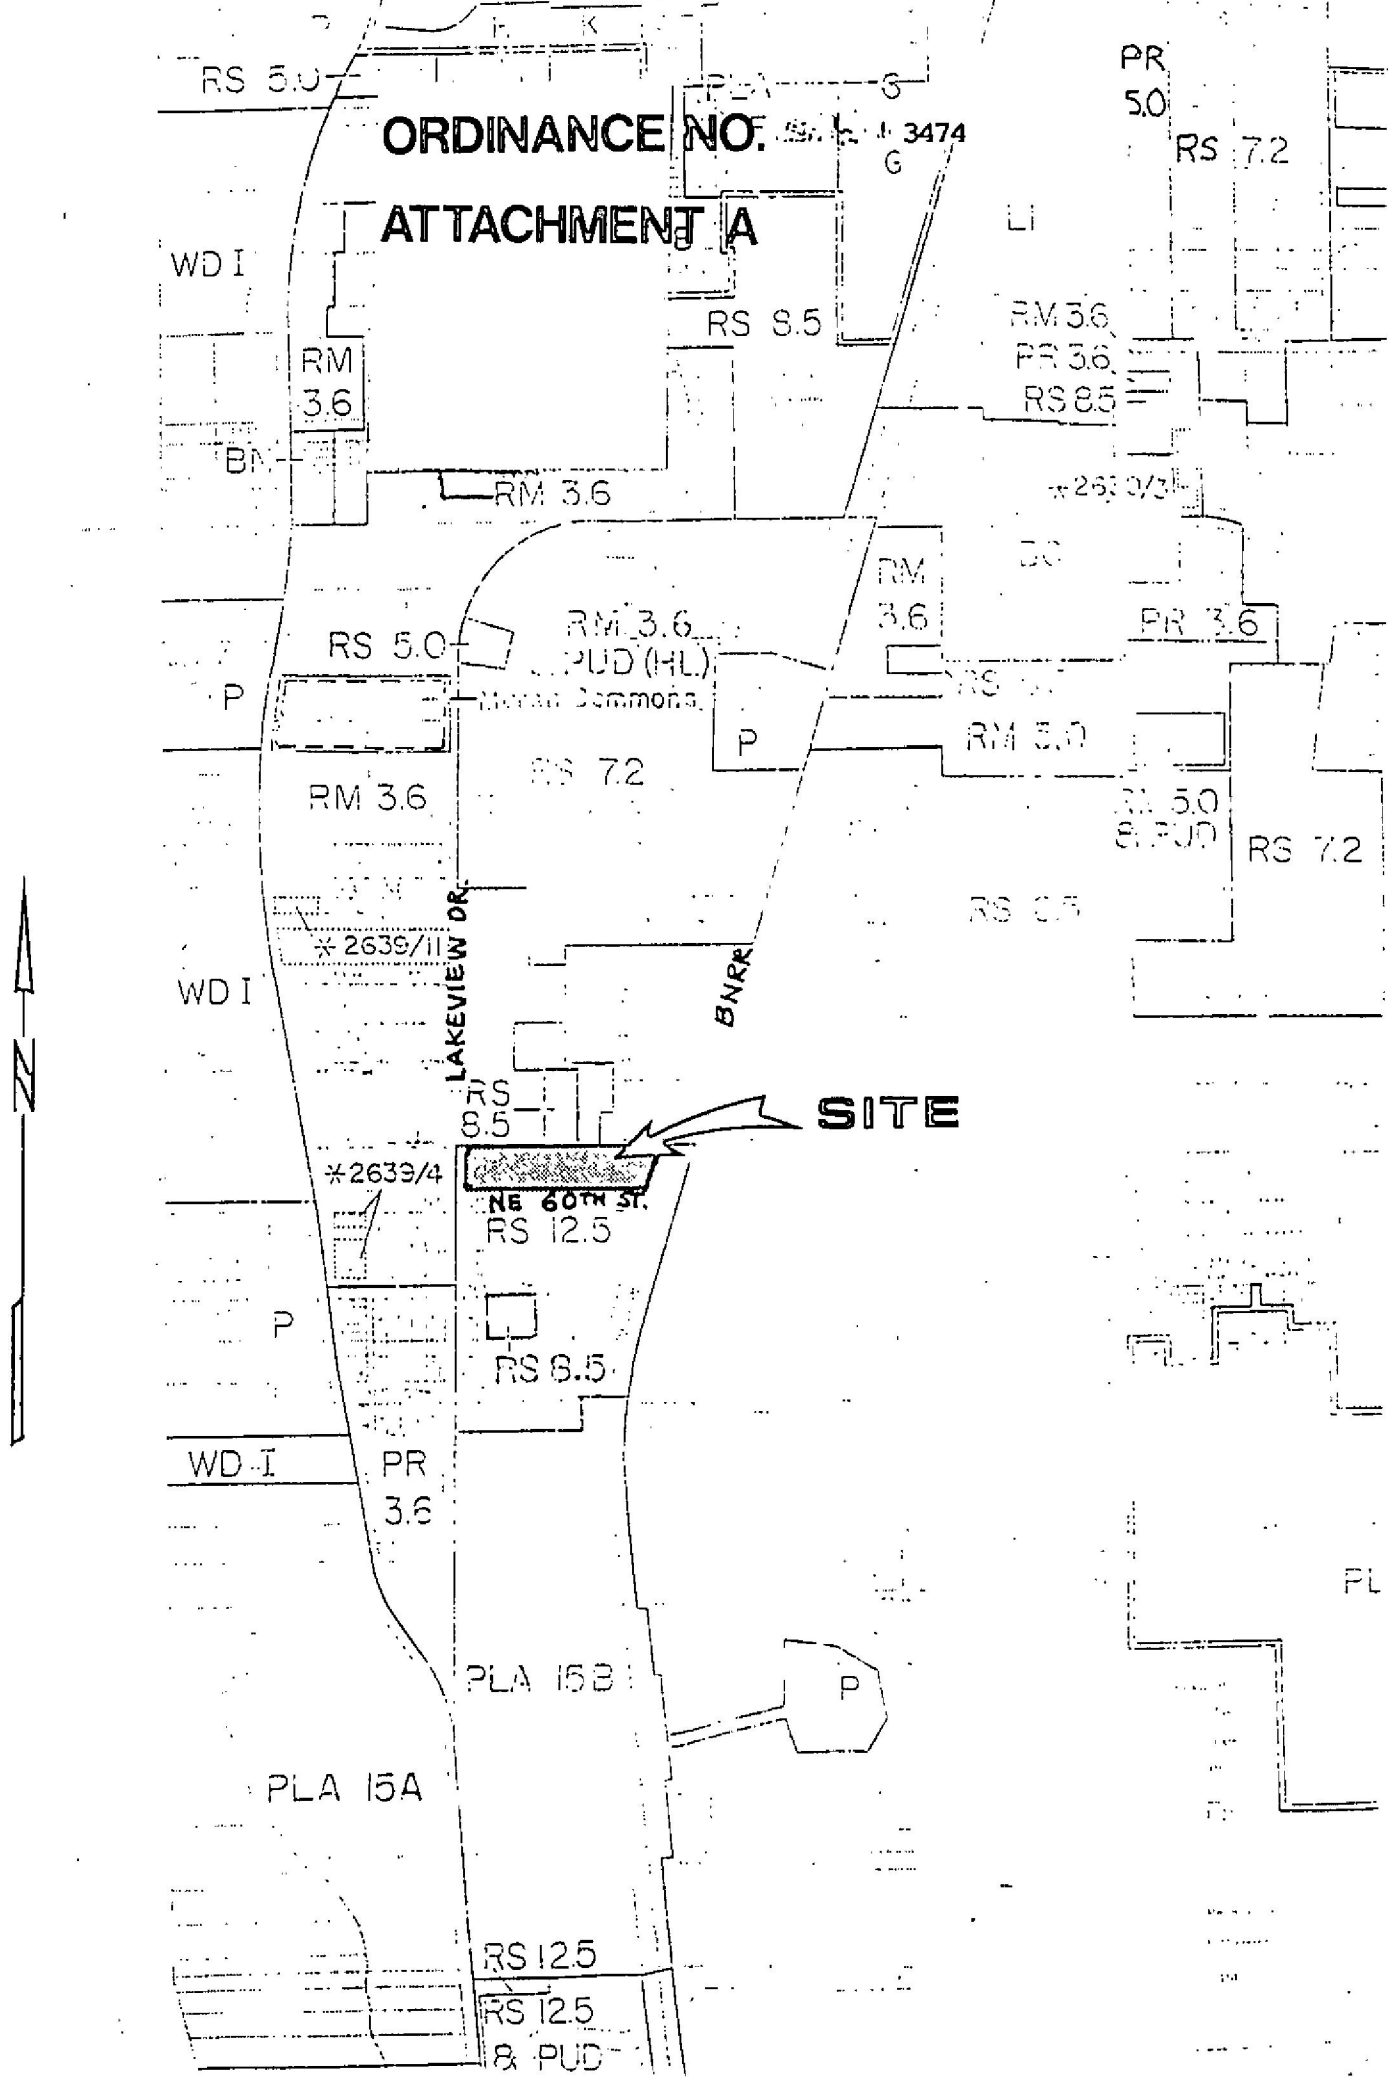 RS 5.0
K
PR
5.0
ORDINANCE NO. 3474
G
RS 7.2
ATTACHMENT A
LI
WD I
RS 8.5
RM 3.6
PR 3.6
RS 8.5
RM
3.6
BN
RM 3.6
RM
3.6
RS 5.0
RM 3.6
PUD (HL)
Commons
PR 3.6
P
P
RM 5.0
RS 7.2
RM 3.6
5.0
& PUD
RS 7.2
LAKEVIEW DR.
* 2639/11
WD I
BNRR
RS
8.5
SITE
N
* 2639/4
NE 60TH ST.
RS 12.5
P
RS 8.5
WD I
PR
3.6
PL
PLA 15B
P
PLA 15A
RS 12.5
RS 12.5
& PUD